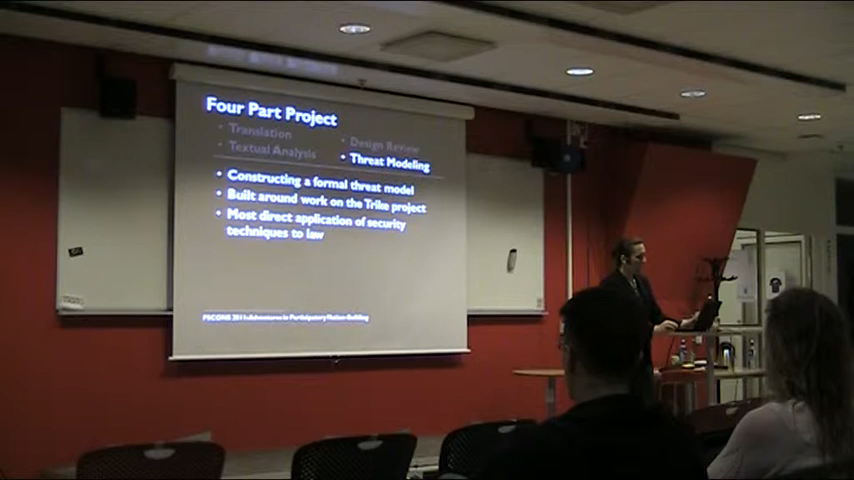 Four Part Project
• Translation
• Textual Analysis
• Design Review
• Threat Modeling
• Constructing a formal threat model
• Built around work on the Trike project
• Most direct application of security
techniques to law
FSCONS 2011: Adventures in Participatory Nation-Building